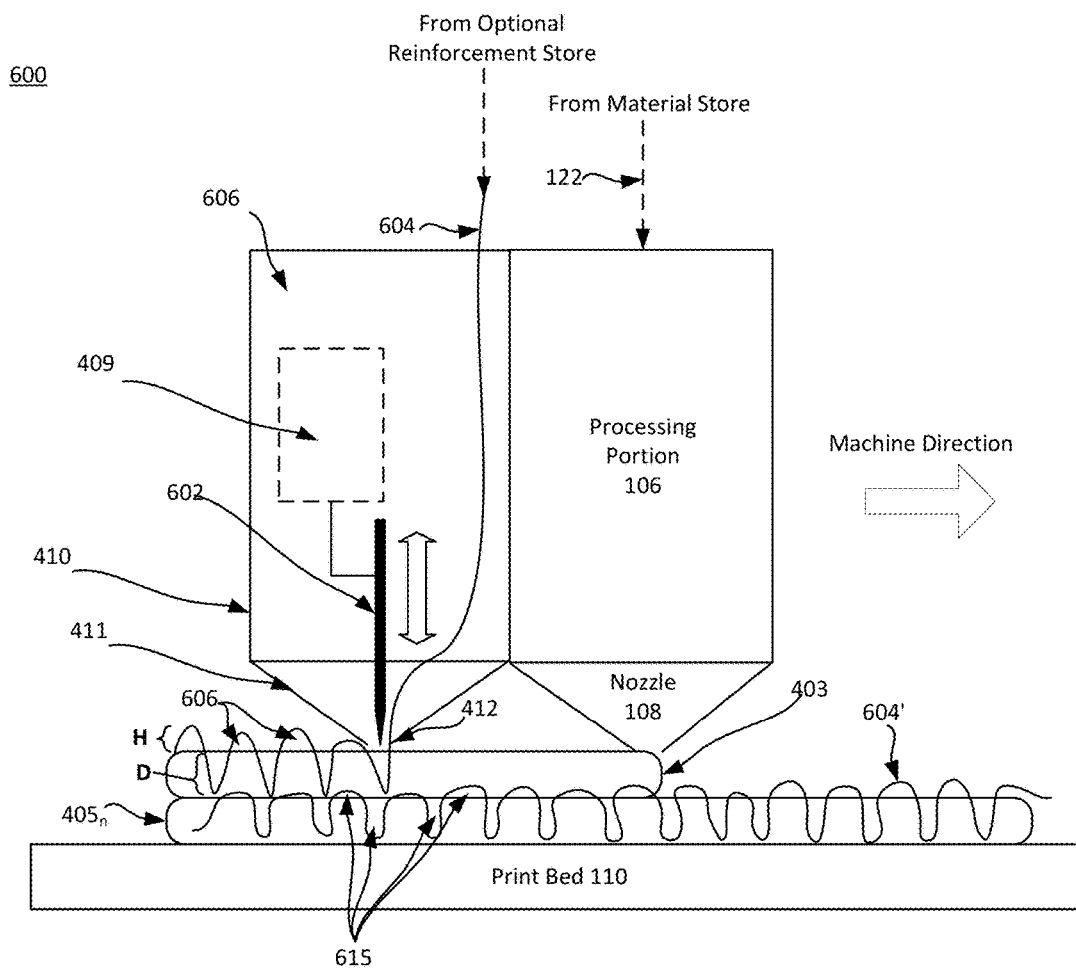 From Optional
Reinforcement Store
600
From Material Store
122
606
604
409
Processing
Portion
106
Machine Direction
602
410
411
Nozzle
108
403
606
412
604'
H
D
405n
Print Bed 110
615